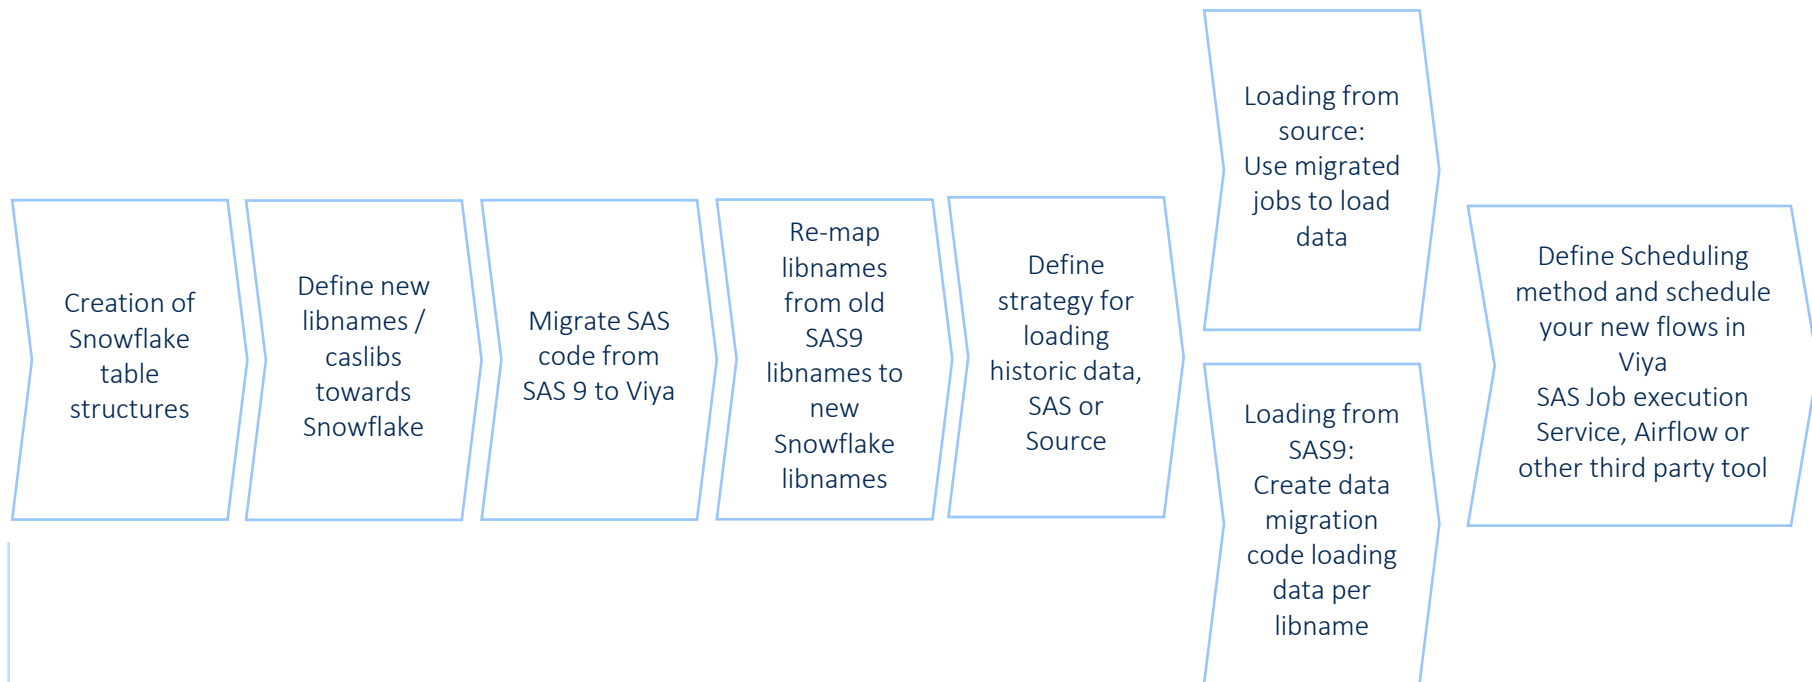 Creation of
Snowflake
table
structures
Define new
libnames /
caslibs
towards
Snowflake
Migrate SAS
code from
SAS 9 to Viya
Re-map
libnames
from old
SAS9
libnames to
new
Snowflake
libnames
Define
strategy for
loading
historic data,
SAS or
Source
Loading from
source:
Use migrated
jobs to load
data
Loading from
SAS9:
Create data
migration
code loading
data per
libname
Define Scheduling
method and schedule
your new flows in
Viya
SAS Job execution
Service, Airflow or
other third party tool